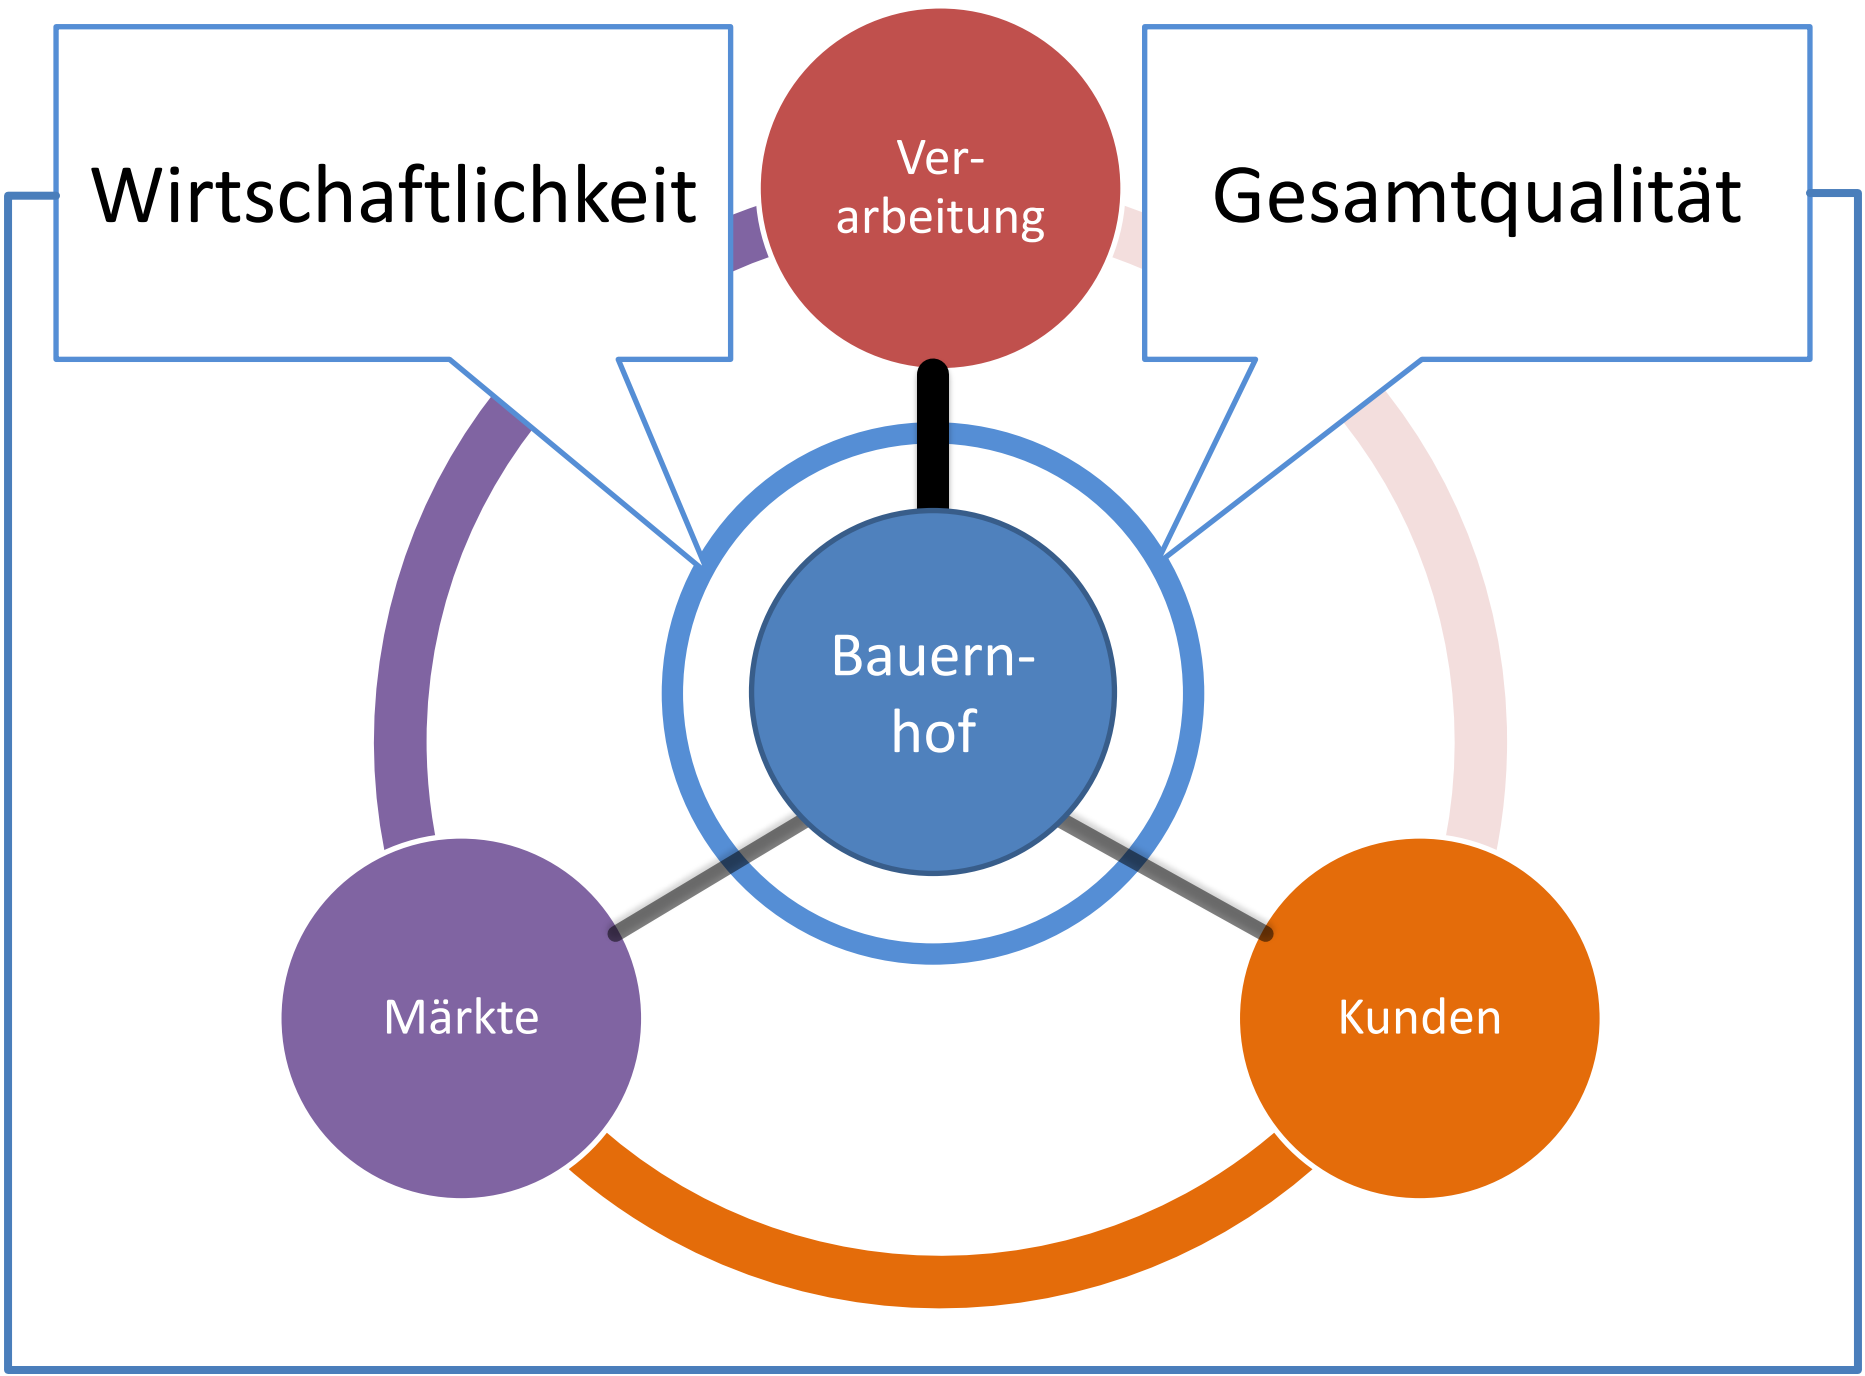 Wirtschaftlichkeit
Ver-
arbeitung
Gesamtqualität
Bauern-
hof
Märkte
Kunden